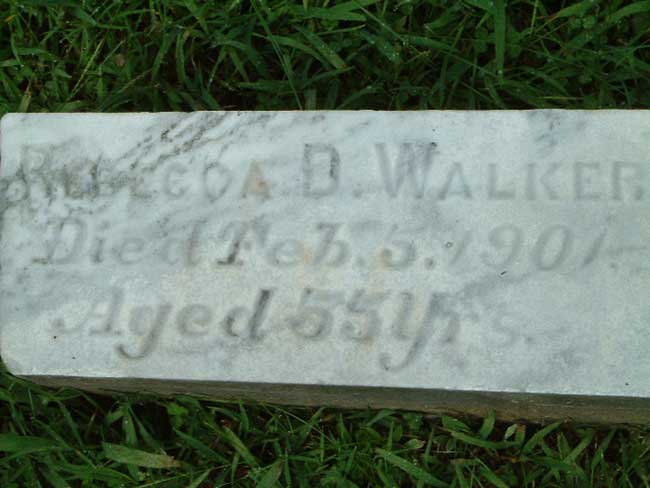 Rebecca D. Walker
Died Feb. 5. 1901.
Aged 55 Yrs.